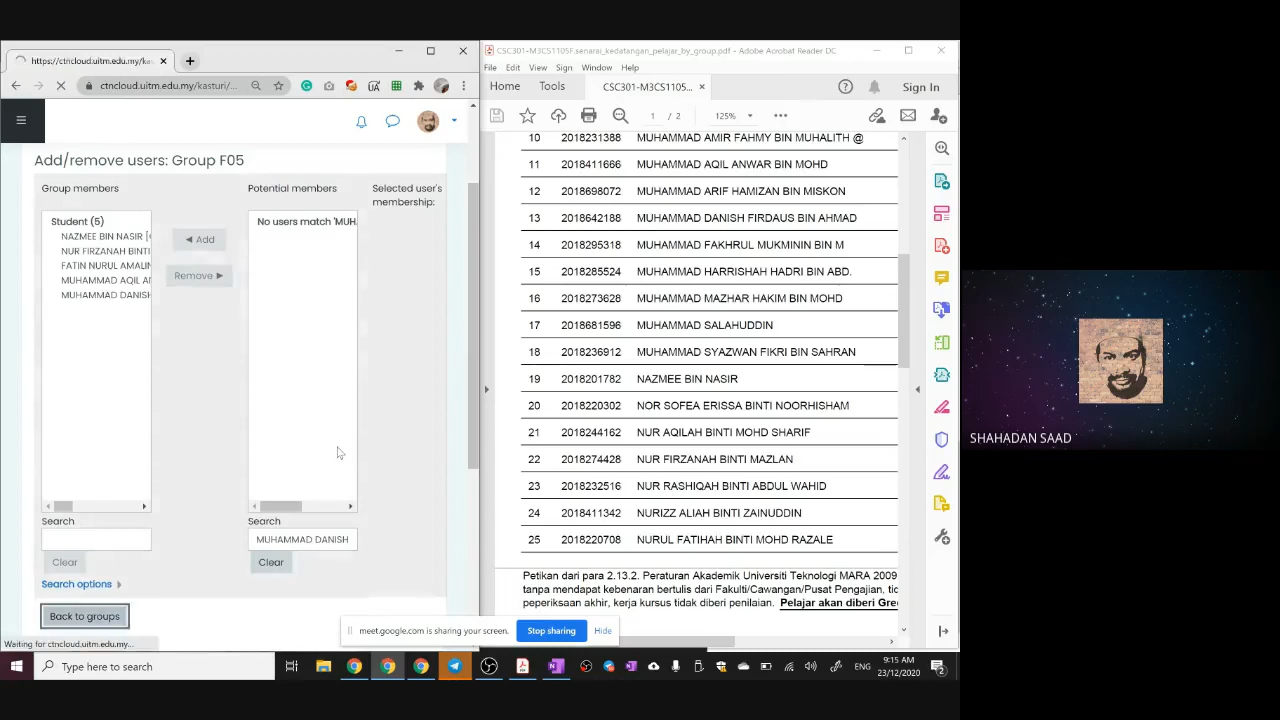 https://ctncloud.uitm.edu.my/kas
ctncloud.uitm.edu.my/kasturi/...
Add/remove users: Group F05
Group members
Potential members
Selected user's
membership:
Student (5)
NAZMEE BIN NASIR
NUR FIRZANAH BINTI
FATIN NURUL AMALIN
MUHAMMAD AQIL AN
MUHAMMAD DANISH
◄ Add
Remove ►
No users match 'MUH
Search
Clear
Search
MUHAMMAD DANISH
Clear
Search options
Back to groups
Waiting for ctncloud.uitm.edu.my...
CSC301-M3CS1105F.senarai_kedatangan_pelajar_by_group.pdf - Adobe Acrobat Reader DC
File Edit View Sign Window Help
Home Tools CSC301-M3CS1105... Sign In
1 / 2 125%
10 2018231388 MUHAMMAD AMIR FAHMY BIN MUHALITH @
11 2018411666 MUHAMMAD AQIL ANWAR BIN MOHD
12 2018698072 MUHAMMAD ARIF HAMIZAN BIN MISKON
13 2018642188 MUHAMMAD DANISH FIRDAUS BIN AHMAD
14 2018295318 MUHAMMAD FAKHRUL MUKMININ BIN M
15 2018285524 MUHAMMAD HARRISHAH HADRI BIN ABD.
16 2018273628 MUHAMMAD MAZHAR HAKIM BIN MOHD
17 2018681596 MUHAMMAD SALAHUDDIN
18 2018236912 MUHAMMAD SYAZWAN FIKRI BIN SAHRAN
19 2018201782 NAZMEE BIN NASIR
20 2018220302 NOR SOFEA ERISSA BINTI NOORHISHAM
21 2018244162 NUR AQILAH BINTI MOHD SHARIF
22 2018274428 NUR FIRZANAH BINTI MAZLAN
23 2018232516 NUR RASHIQAH BINTI ABDUL WAHID
24 2018411342 NURIZZ ALIAH BINTI ZAINUDDIN
25 2018220708 NURUL FATIHAH BINTI MOHD RAZALE
Petikan dari para 2.13.2. Peraturan Akademik Universiti Teknologi MARA 2009
tanpa mendapat kebenaran bertulis dari Fakulti/Cawangan/Pusat Pengajian, tid
peperiksaan akhir, kerja kursus tidak diberi penilaian. Pelajar akan diberi Gre
meet.google.com is sharing your screen. Stop sharing Hide
Type here to search
ENG
9:15 AM
23/12/2020
2
SHAHADAN SAAD